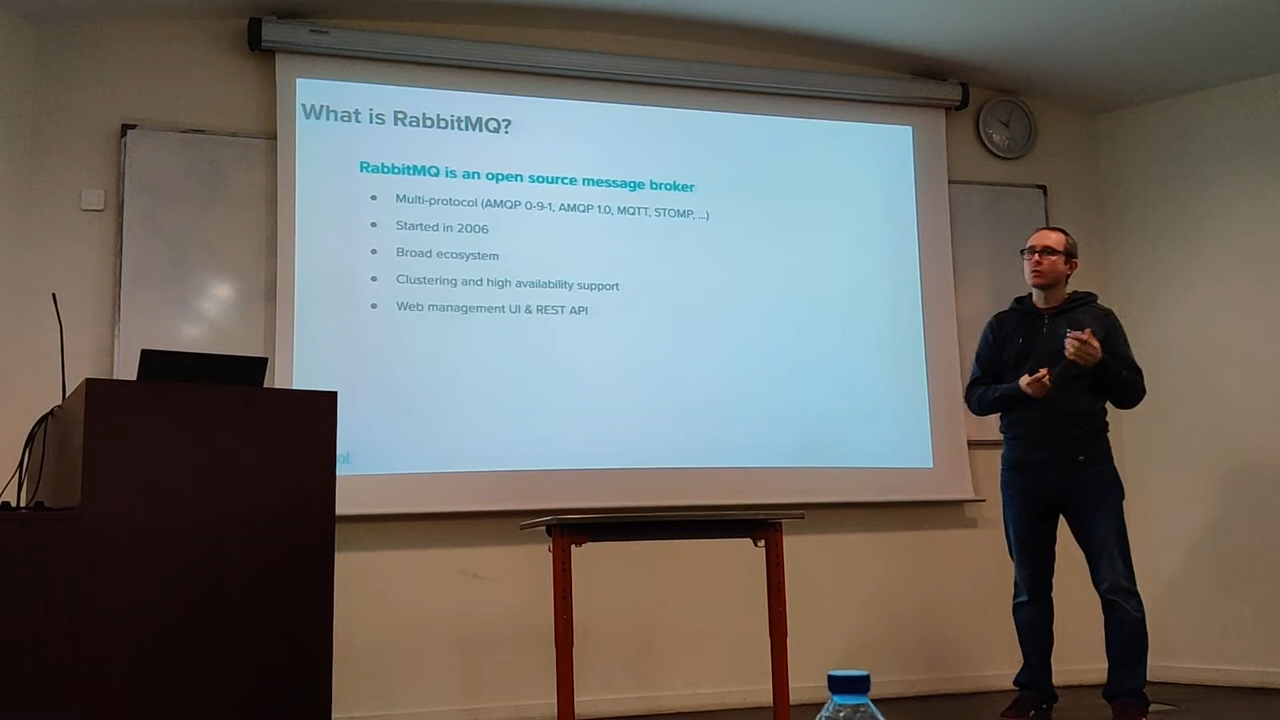 What is RabbitMQ?
RabbitMQ is an open source message broker
Multi-protocol (AMQP 0-9-1, AMQP 1.0, MQTT, STOMP, ...)
Started in 2006
Broad ecosystem
Clustering and high availability support
Web management UI & REST API